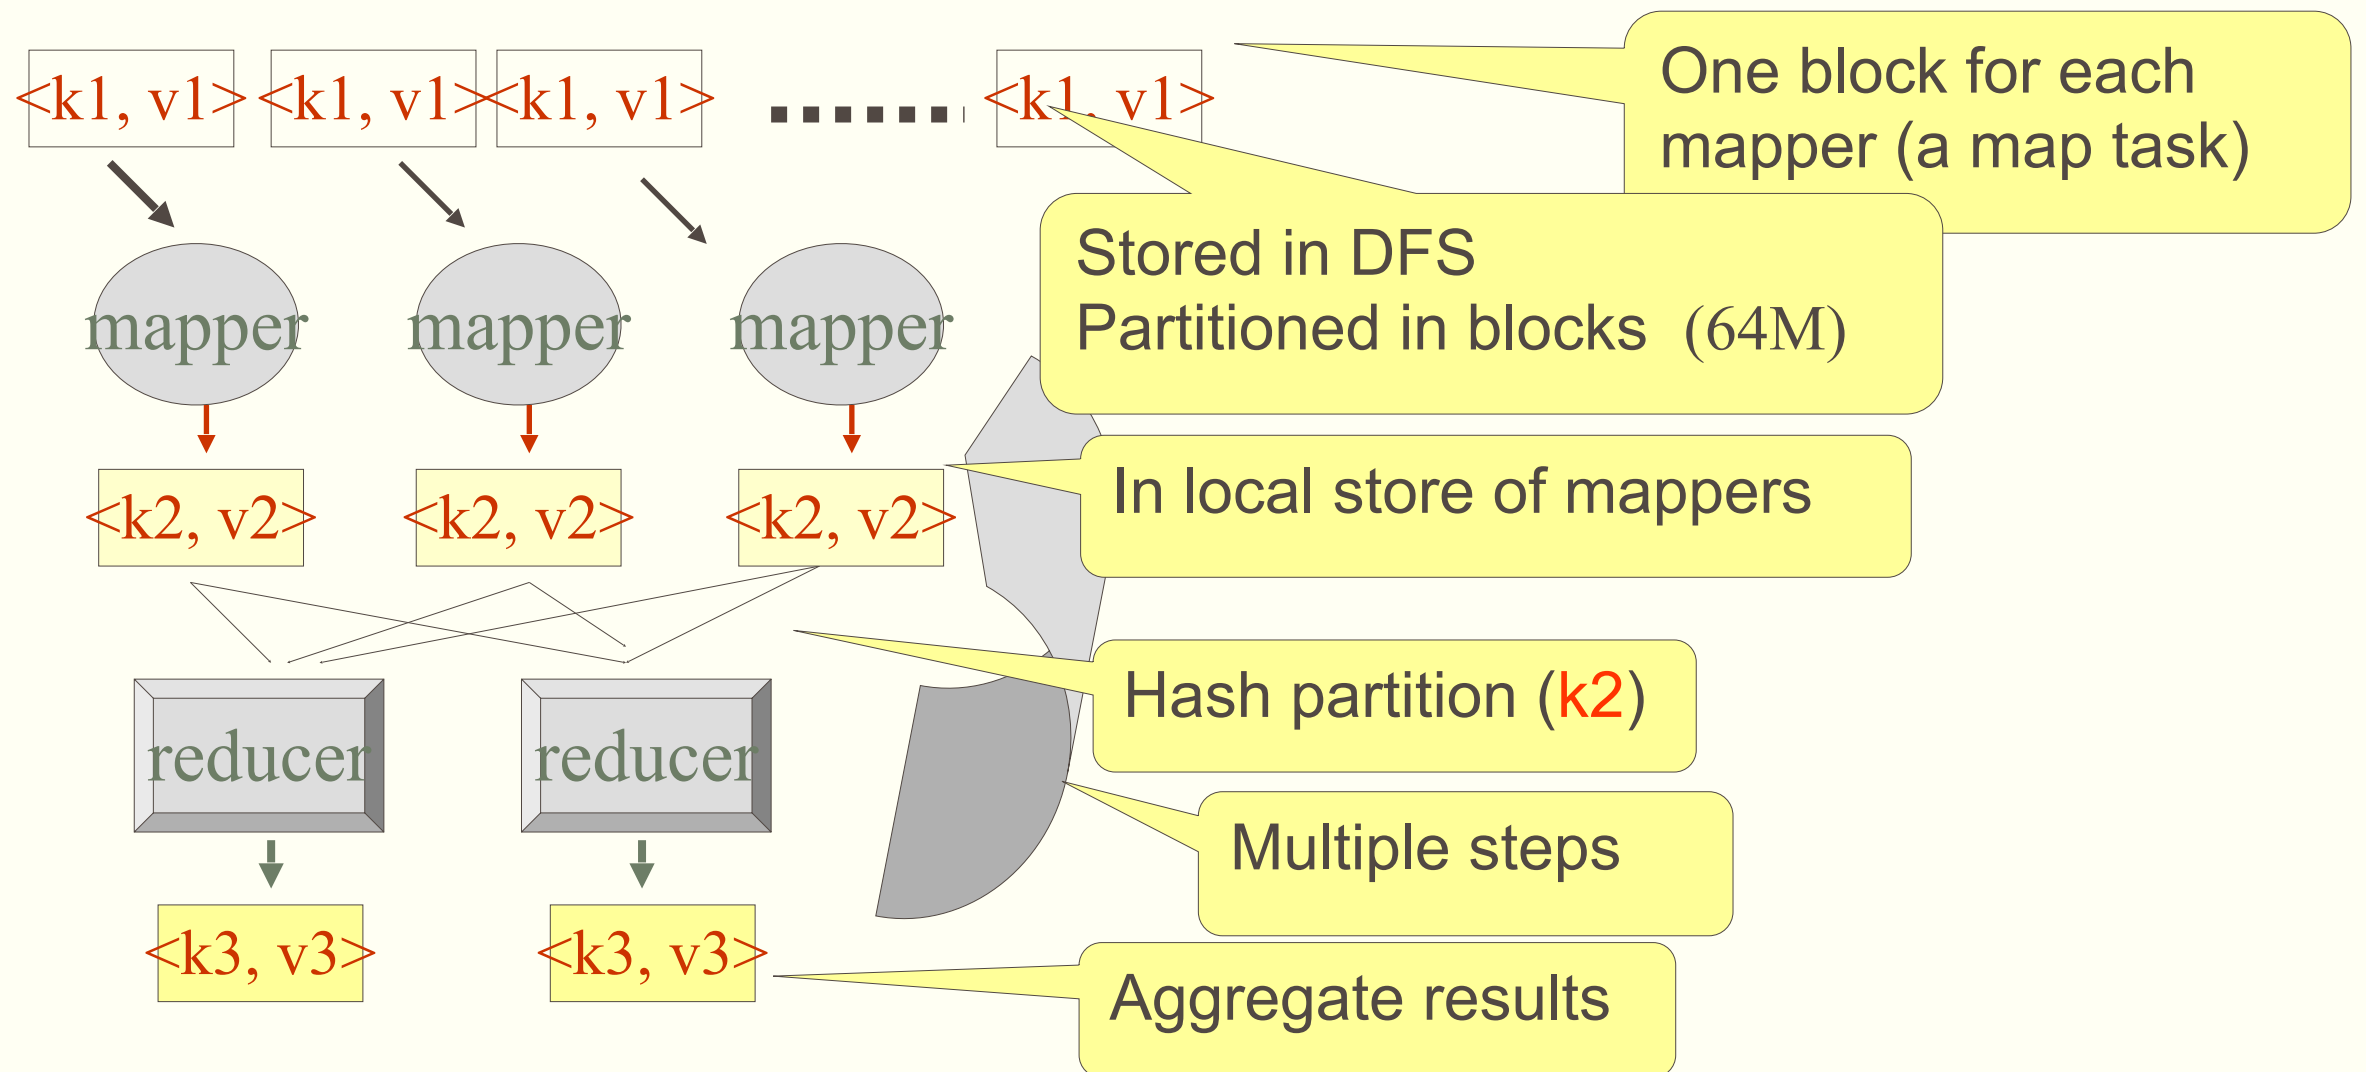 <k1, v1> <k1, v1> <k1, v1> <k1, v1>
One block for each
mapper (a map task)
Stored in DFS
Partitioned in blocks (64M)
mapper mapper mapper
In local store of mappers
<k2, v2> <k2, v2> <k2, v2>
Hash partition (k2)
reducer reducer
Multiple steps
<k3, v3> <k3, v3>
Aggregate results